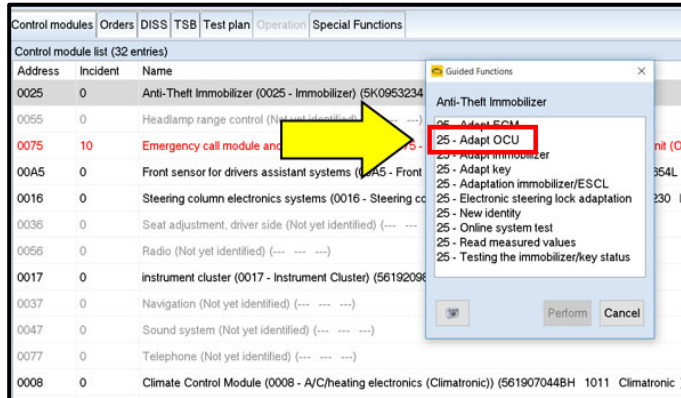 Control modules Orders DISS TSB Test plan Operation Special Functions
Control module list (32 entries)
Address Incident Name
0025 0 Anti-Theft Immobilizer (0025 - Immobilizer) (5K0953234
0055 0 Headlamp range control (Not yet identified) --- ---)
0075 10 Emergency call module and 75 - nit (O
00A5 0 Front sensor for drivers assistant systems (00A5 - Front 654L
0016 0 Steering column electronics systems (0016 - Steering co 230
0036 0 Seat adjustment, driver side (Not yet identified) (--- ---
0056 0 Radio (Not yet identified) (--- --- ---)
0017 0 instrument cluster (0017 - Instrument Cluster) (56192098
0037 0 Navigation (Not yet identified) (--- --- ---)
0047 0 Sound system (Not yet identified) (--- --- ---)
0077 0 Telephone (Not yet identified) (--- --- ---)
0008 0 Climate Control Module (0008 - A/C/heating electronics (Climatronic)) (561907044BH 1011 Climatronic
Guided Functions
Anti-Theft Immobilizer
25 - Adapt ECM
25 - Adapt OCU
25 - Adapt immobilizer
25 - Adapt key
25 - Adaptation immobilizer/ESCL
25 - Electronic steering lock adaptation
25 - New identity
25 - Online system test
25 - Read measured values
25 - Testing the immobilizer/key status
Perform Cancel